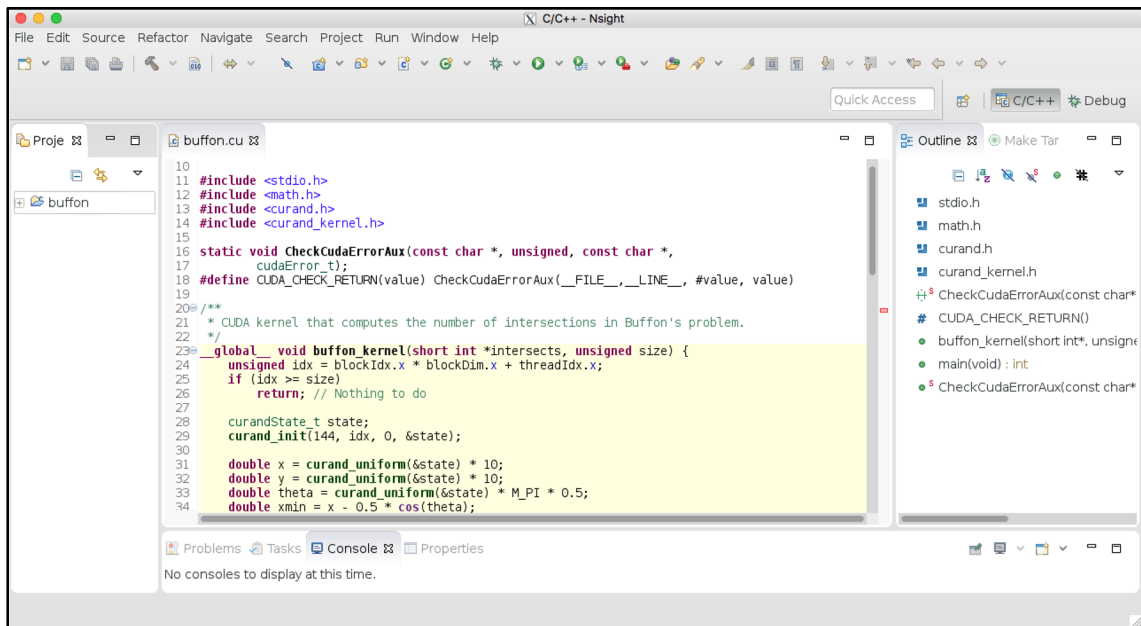 C/C++ - Nsight
File Edit Source Refactor Navigate Search Project Run Window Help
Quick Access
C/C++
Debug
Proje
buffon.cu
Outline
Make Tar
buffon
10
11 #include <stdio.h>
12 #include <math.h>
13 #include <curand.h>
14 #include <curand_kernel.h>
15
16 static void CheckCudaErrorAux(const char *, unsigned, const char *,
17 cudaError_t);
18 #define CUDA_CHECK_RETURN(value) CheckCudaErrorAux(__FILE__,__LINE__, #value, value)
19
20 /**
21 * CUDA kernel that computes the number of intersections in Buffon's problem.
22 */
23 __global__ void buffon_kernel(short int *intersects, unsigned size) {
24 unsigned idx = blockIdx.x * blockDim.x + threadIdx.x;
25 if (idx >= size)
26 return; // Nothing to do
27
28 curandState_t state;
29 curand_init(144, idx, 0, &state);
30
31 double x = curand_uniform(&state) * 10;
32 double y = curand_uniform(&state) * 10;
33 double theta = curand_uniform(&state) * M_PI * 0.5;
34 double xmin = x - 0.5 * cos(theta);
stdio.h
math.h
curand.h
curand_kernel.h
CheckCudaErrorAux(const char*
# CUDA_CHECK_RETURN()
buffon_kernel(short int*, unsigne
main(void) : int
CheckCudaErrorAux(const char*
Problems Tasks Console Properties
No consoles to display at this time.